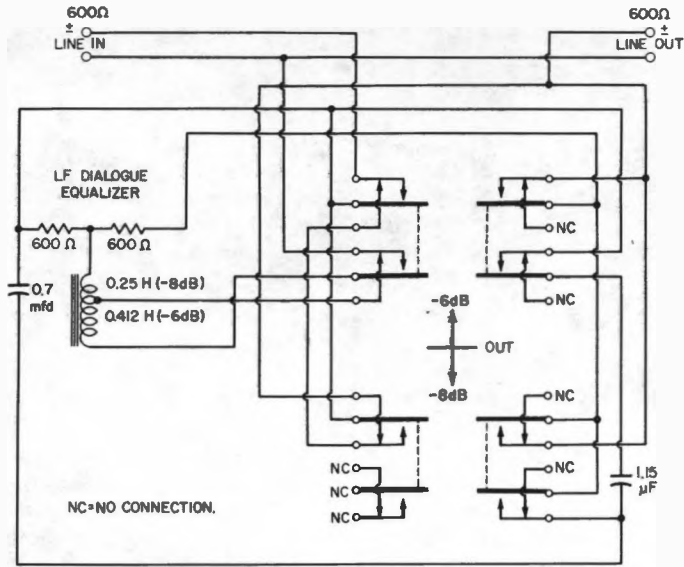 600Ω
±
LINE IN
600Ω
±
LINE OUT
LF DIALOGUE
EQUALIZER
600 Ω
600 Ω
NC
0.7
mfd
0.25 H (-8dB)
0.412 H (-6dB)
NC
-6dB
OUT
-8dB
NC
NC
NC
NC
NC
1.15
µF
NC=NO CONNECTION.